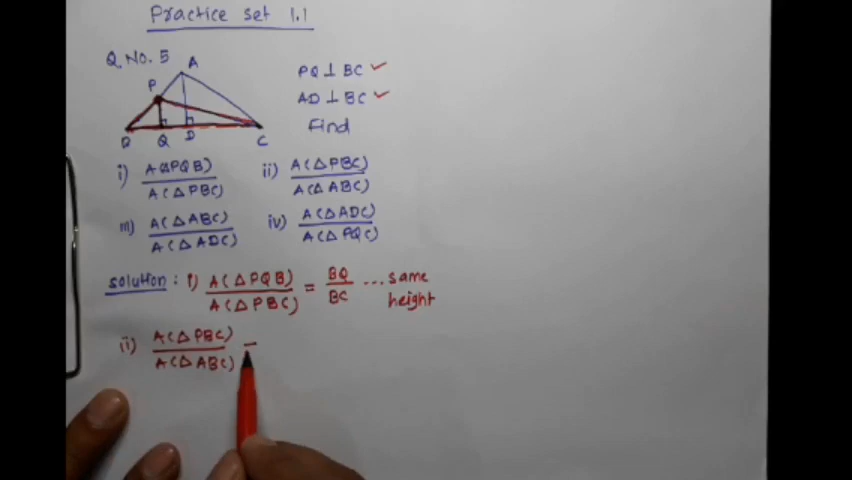 Practice set 1.1
Q No. 5
A
P
B Q D C
PQ ⊥ BC ✓
AD ⊥ BC ✓
Find
i) A(△PQB) / A(△PBC) ii) A(△PBC) / A(△ABC)
iii) A(△ABC) / A(△ADC) iv) A(△ADC) / A(△PQC)
solution : i) A(△PQB) / A(△PBC) = BQ / BC ... same height
ii) A(△PBC) / A(△ABC) =